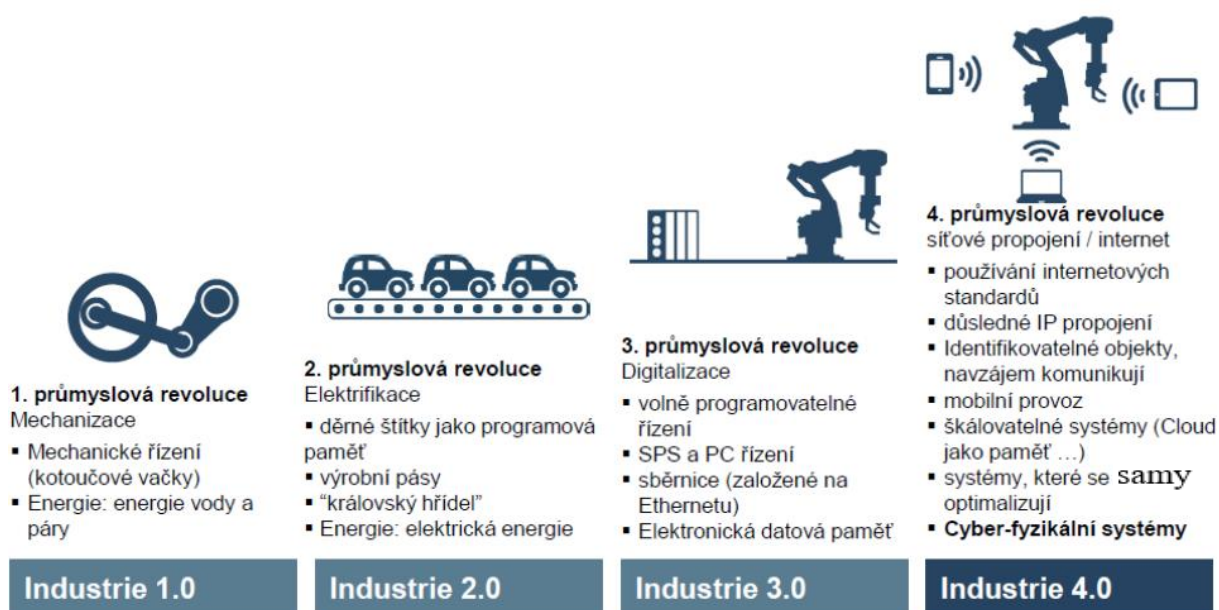 1. průmyslová revoluce
Mechanizace
▪ Mechanické řízení
(kotoučové vačky)
▪ Energie: energie vody a
páry
Industrie 1.0
2. průmyslová revoluce
Elektrifikace
▪ děrné štítky jako programová
paměť
▪ výrobní pásy
▪ “královský hřídel”
▪ Energie: elektrická energie
Industrie 2.0
3. průmyslová revoluce
Digitalizace
▪ volně programovatelné
řízení
▪ SPS a PC řízení
▪ sběrnice (založené na
Ethernetu)
▪ Elektronická datová paměť
Industrie 3.0
4. průmyslová revoluce
síťové propojení / internet
▪ používání internetových
standardů
▪ důsledné IP propojení
▪ Identifikovatelné objekty,
navzájem komunikují
▪ mobilní provoz
▪ škálovatelné systémy (Cloud
jako paměť ...)
▪ systémy, které se samy
optimalizují
▪ Cyber-fyzikální systémy
Industrie 4.0